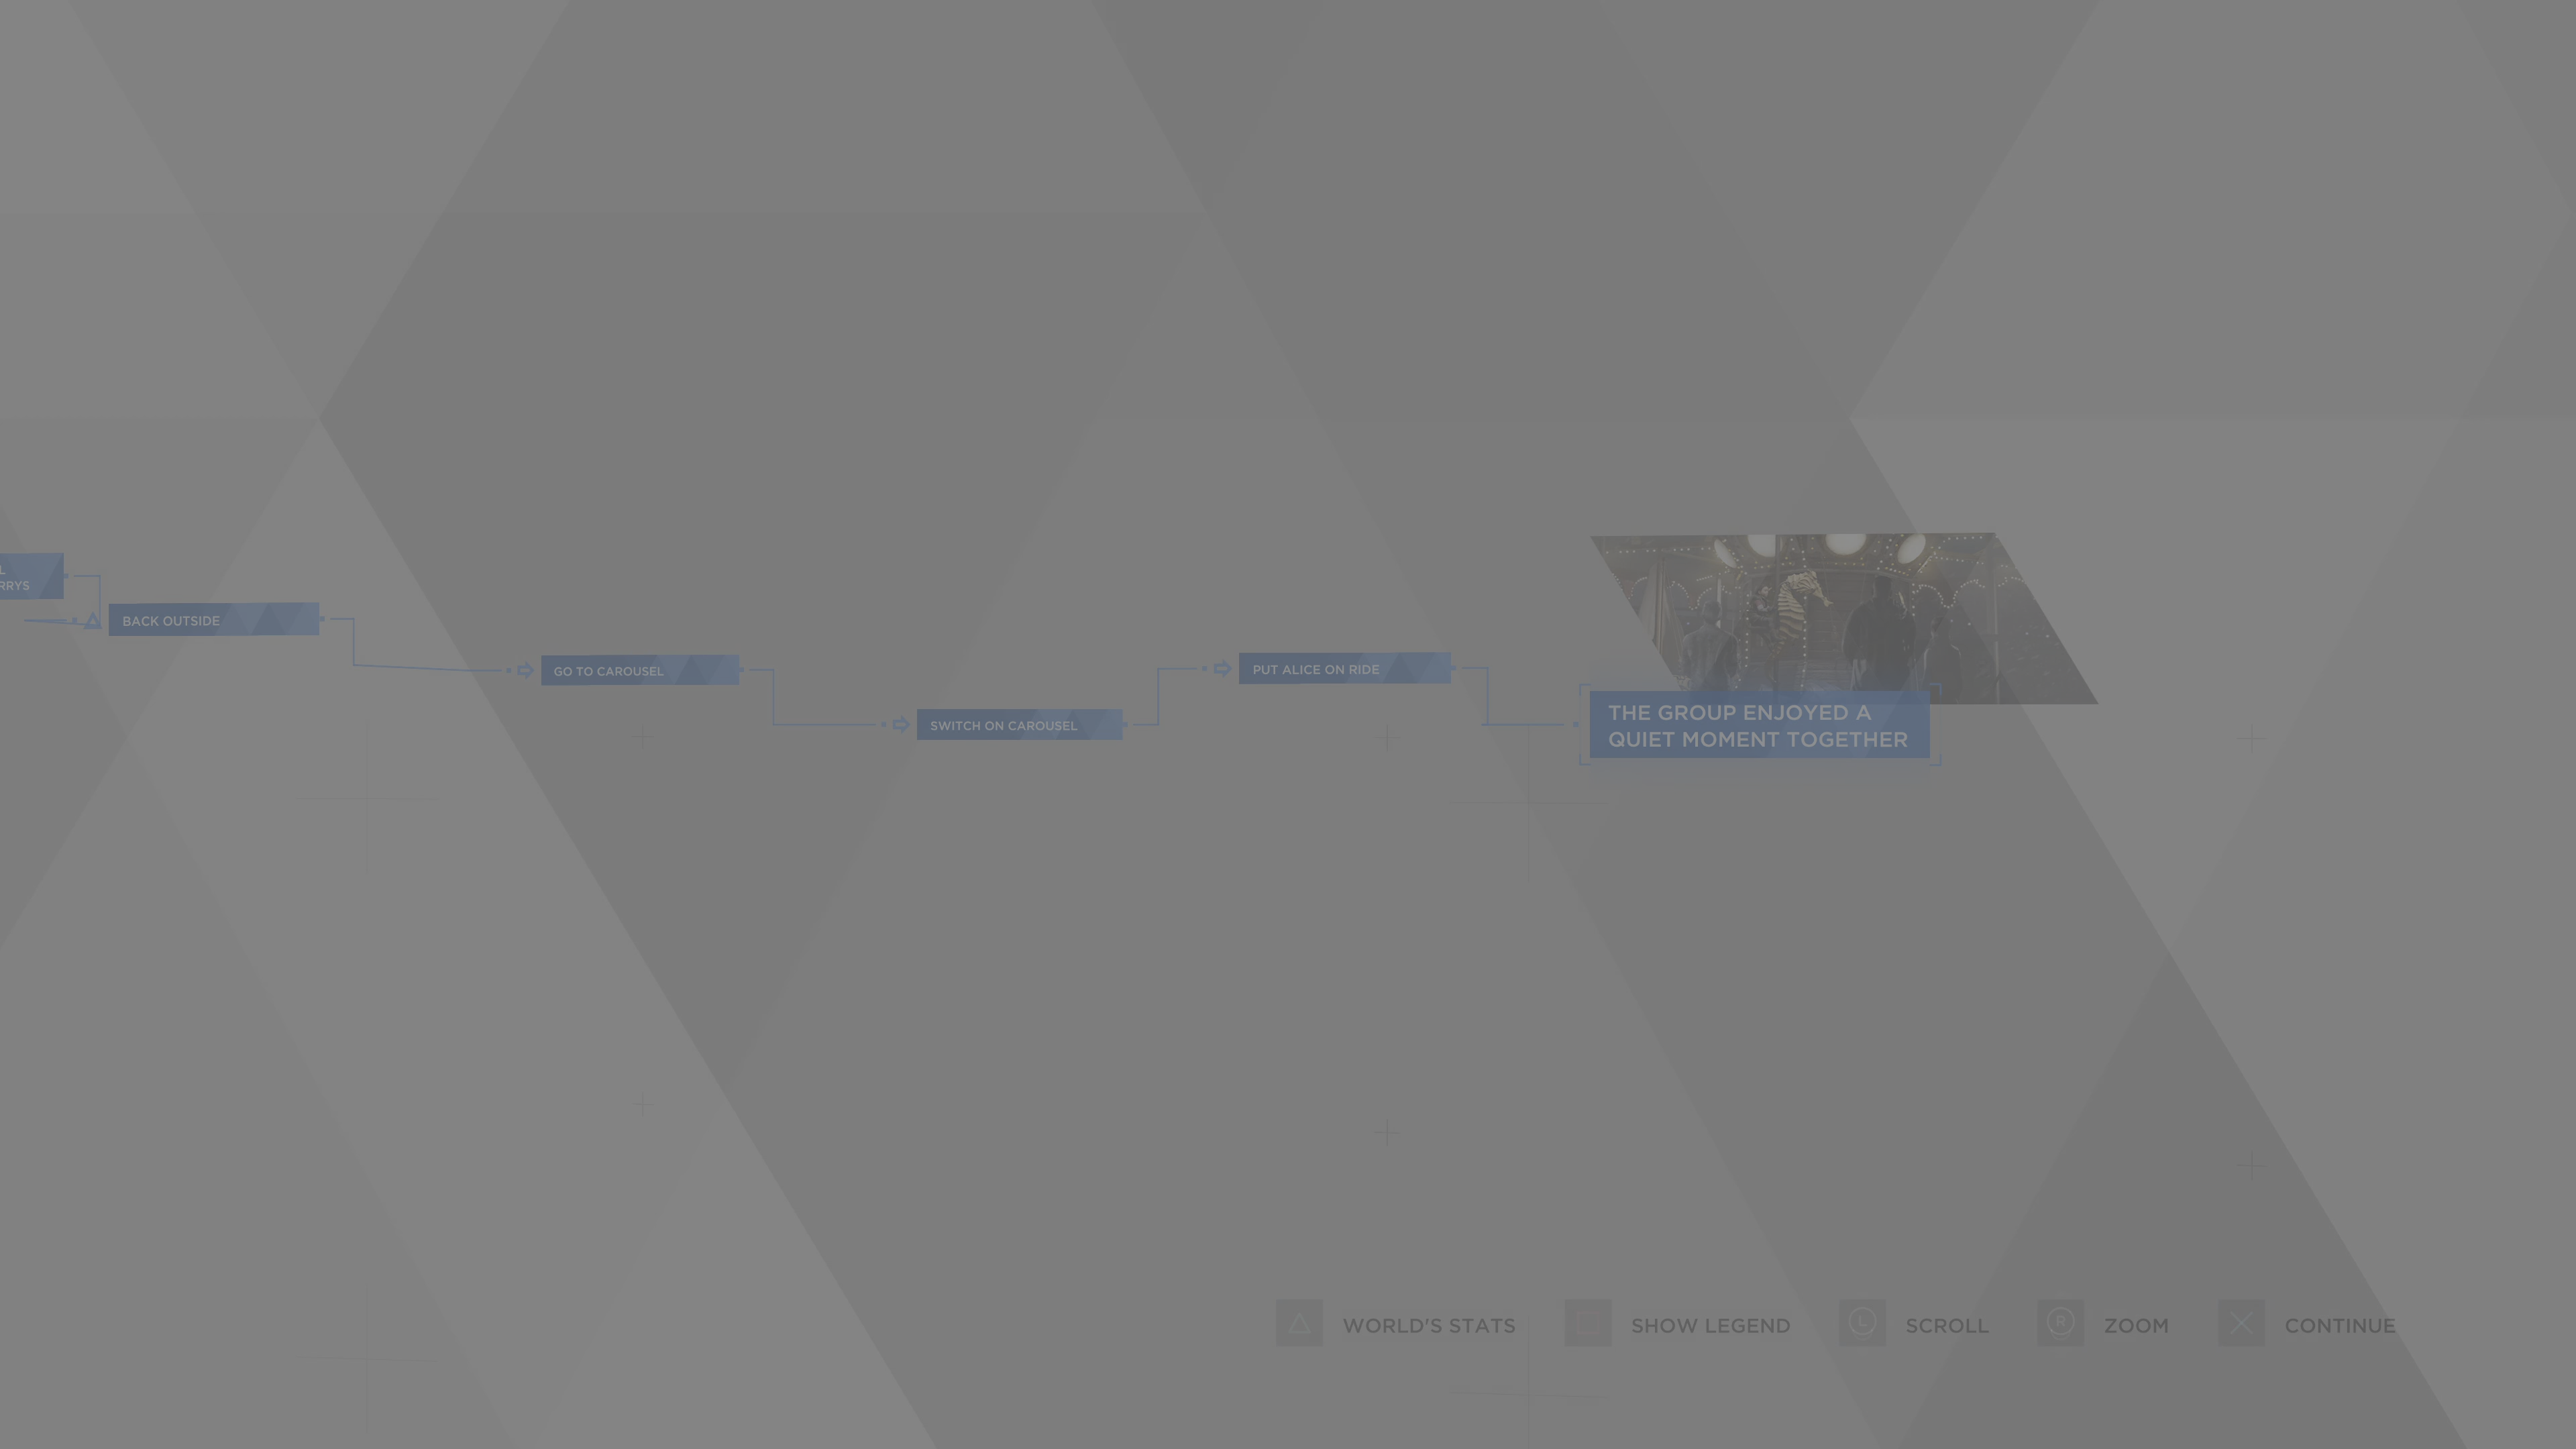 L
RRYS
BACK OUTSIDE
GO TO CAROUSEL
SWITCH ON CAROUSEL
PUT ALICE ON RIDE
THE GROUP ENJOYED A
QUIET MOMENT TOGETHER
WORLD'S STATS
SHOW LEGEND
L
SCROLL
R
ZOOM
CONTINUE